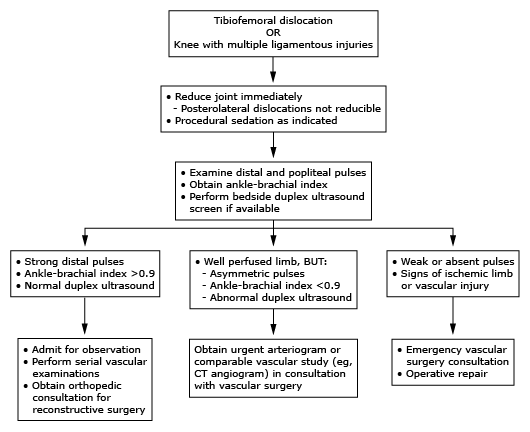 Tibiofemoral dislocation
OR
Knee with multiple ligamentous injuries
• Reduce joint immediately
- Posterolateral dislocations not reducible
• Procedural sedation as indicated
• Examine distal and popliteal pulses
• Obtain ankle-brachial index
• Perform bedside duplex ultrasound
screen if available
• Strong distal pulses
• Ankle-brachial index >0.9
• Normal duplex ultrasound
• Well perfused limb, BUT:
- Asymmetric pulses
- Ankle-brachial index <0.9
- Abnormal duplex ultrasound
• Weak or absent pulses
• Signs of ischemic limb
or vascular injury
• Admit for observation
• Perform serial vascular
examinations
• Obtain orthopedic
consultation for
reconstructive surgery
Obtain urgent arteriogram or
comparable vascular study (eg,
CT angiogram) in consultation
with vascular surgery
• Emergency vascular
surgery consultation
• Operative repair